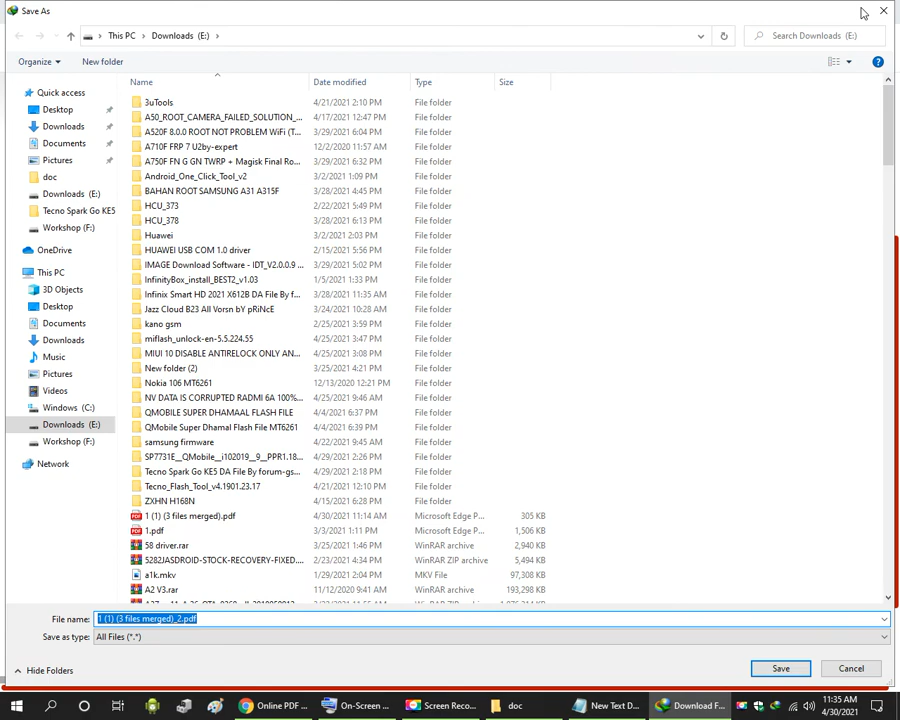 Save As
This PC > Downloads (E:) >
Search Downloads (E:)
Organize
New folder
Name Date modified Type Size
Quick access
Desktop
Downloads
Documents
Pictures
doc
Downloads (E:)
Tecno Spark Go KE5
Workshop (F:)
OneDrive
This PC
3D Objects
Desktop
Documents
Downloads
Music
Pictures
Videos
Windows (C:)
Downloads (E:)
Workshop (F:)
Network
3uTools 4/21/2021 2:10 PM File folder
A50_ROOT_CAMERA_FAILED_SOLUTION_... 4/17/2021 12:47 PM File folder
A520F 8.0.0 ROOT NOT PROBLEM WiFi (T... 3/29/2021 6:04 PM File folder
A710F FRP 7 U2by-expert 12/2/2020 11:57 AM File folder
A750F FN G GN TWRP + Magisk Final Ro... 3/29/2021 6:32 PM File folder
Android_One_Click_Tool_v2 3/2/2021 1:09 PM File folder
BAHAN ROOT SAMSUNG A31 A315F 3/28/2021 4:45 PM File folder
HCU_373 2/22/2021 5:49 PM File folder
HCU_378 3/28/2021 6:13 PM File folder
Huawei 3/2/2021 2:03 PM File folder
HUAWEI USB COM 1.0 driver 2/15/2021 5:56 PM File folder
IMAGE Download Software - IDT_V2.0.0.9 ... 3/29/2021 5:02 PM File folder
InfinityBox_install_BEST2_v1.03 1/5/2021 1:33 PM File folder
Infinix Smart HD 2021 X612B DA File By f... 3/28/2021 11:35 AM File folder
Jazz Cloud B23 All Vorsn bY pRiNcE 3/24/2021 10:28 AM File folder
kano gsm 2/25/2021 3:59 PM File folder
miflash_unlock-en-5.5.224.55 4/25/2021 3:47 PM File folder
MIUI 10 DISABLE ANTIRELOCK ONLY AN... 4/25/2021 3:08 PM File folder
New folder (2) 3/25/2021 4:21 PM File folder
Nokia 106 MT6261 12/13/2020 12:21 PM File folder
NV DATA IS CORRUPTED RADMI 6A 100%... 4/25/2021 9:46 AM File folder
QMOBILE SUPER DHAMAAL FLASH FILE 4/4/2021 6:37 PM File folder
QMobile Super Dhamal Flash File MT6261 4/4/2021 6:39 PM File folder
samsung firmware 4/22/2021 9:45 AM File folder
SP7731E__QMobile__i102019__9__PPR1.18... 4/29/2021 2:26 PM File folder
Tecno Spark Go KE5 DA File By forum-gs... 4/29/2021 2:18 PM File folder
Tecno_Flash_Tool_v4.1901.23.17 4/21/2021 12:10 PM File folder
ZXHN H168N 4/15/2021 6:28 PM File folder
1 (1) (3 files merged).pdf 4/30/2021 11:14 AM Microsoft Edge P... 305 KB
1.pdf 3/3/2021 1:11 PM Microsoft Edge P... 1,506 KB
58 driver.rar 3/25/2021 1:46 PM WinRAR archive 2,940 KB
5282JASDROID-STOCK-RECOVERY-FIXED.... 2/23/2021 4:34 PM WinRAR ZIP archive 5,494 KB
a1k.mkv 1/29/2021 2:04 PM MKV File 97,308 KB
A2 V3.rar 11/12/2020 9:41 AM WinRAR archive 193,298 KB
File name: 1 (1) (3 files merged)_2.pdf
Save as type: All Files (*.*)
Hide Folders
Save
Cancel
Online PDF ...
On-Screen ...
Screen Reco...
doc
New Text D...
Download F...
11:35 AM
4/30/2021